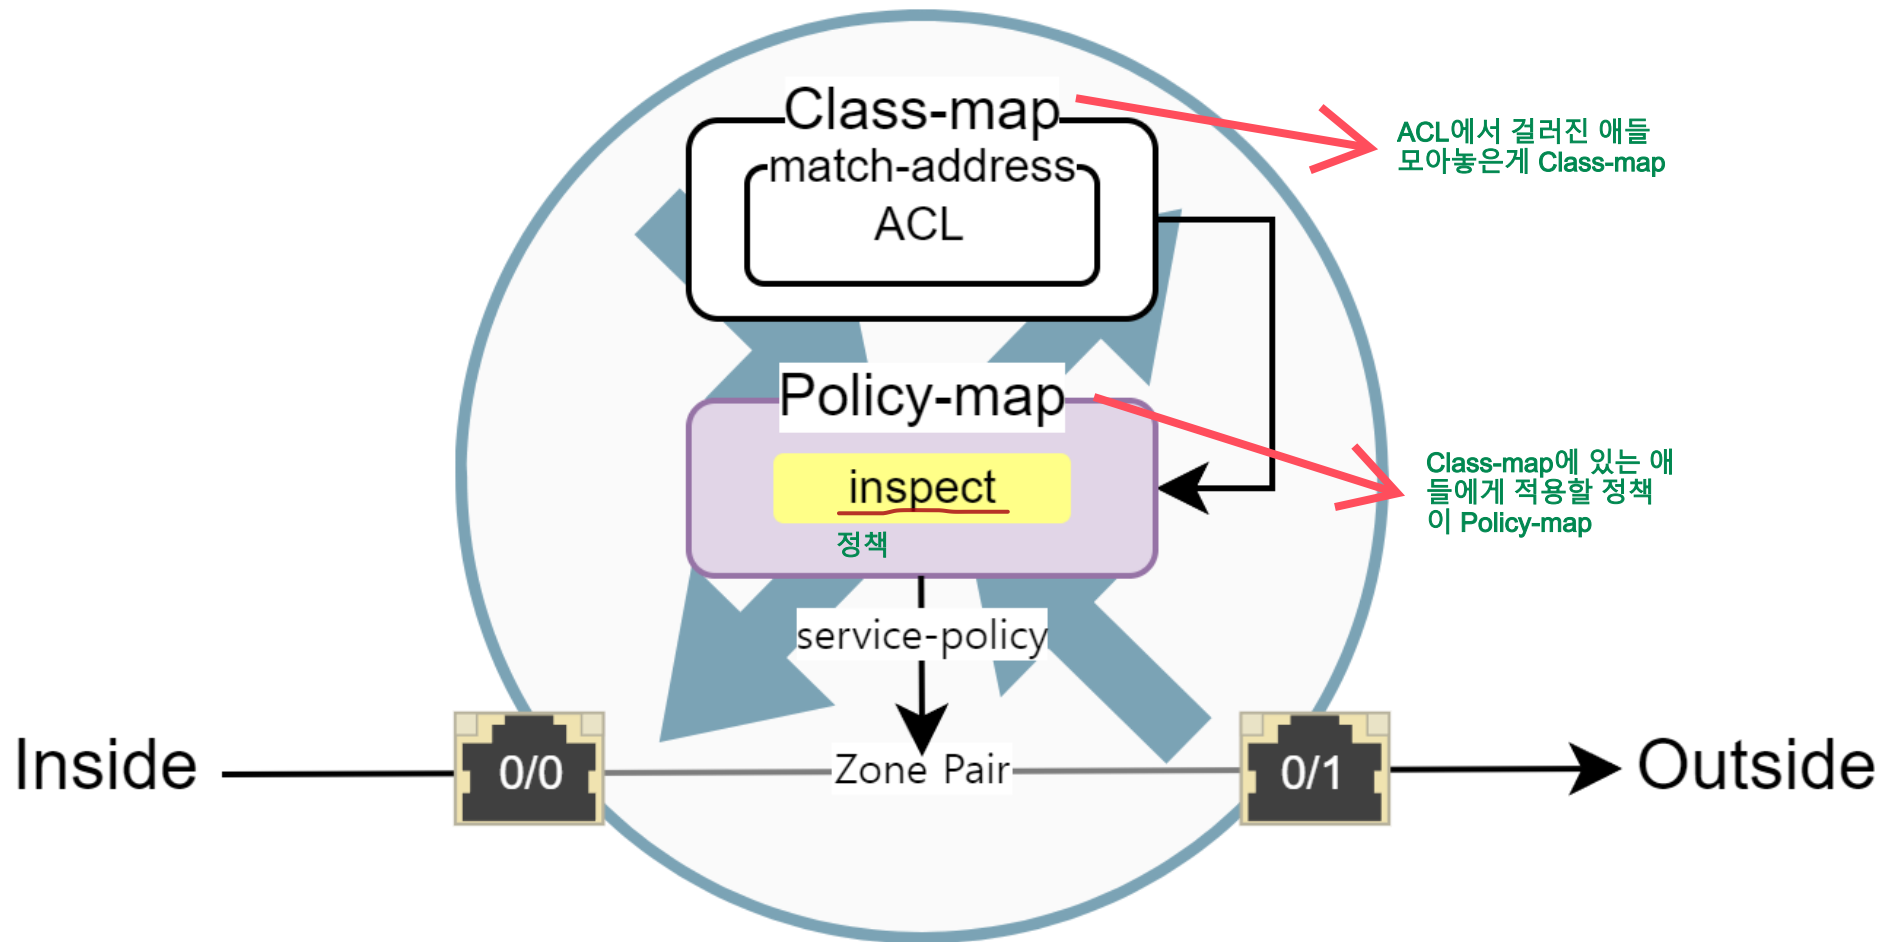 Class-map
match-address
ACL
ACL에서 걸러진 애들
모아놓은게 Class-map
Policy-map
inspect
정책
Class-map에 있는 애
들에게 적용할 정책
이 Policy-map
service-policy
Inside
0/0
Zone Pair
0/1
Outside